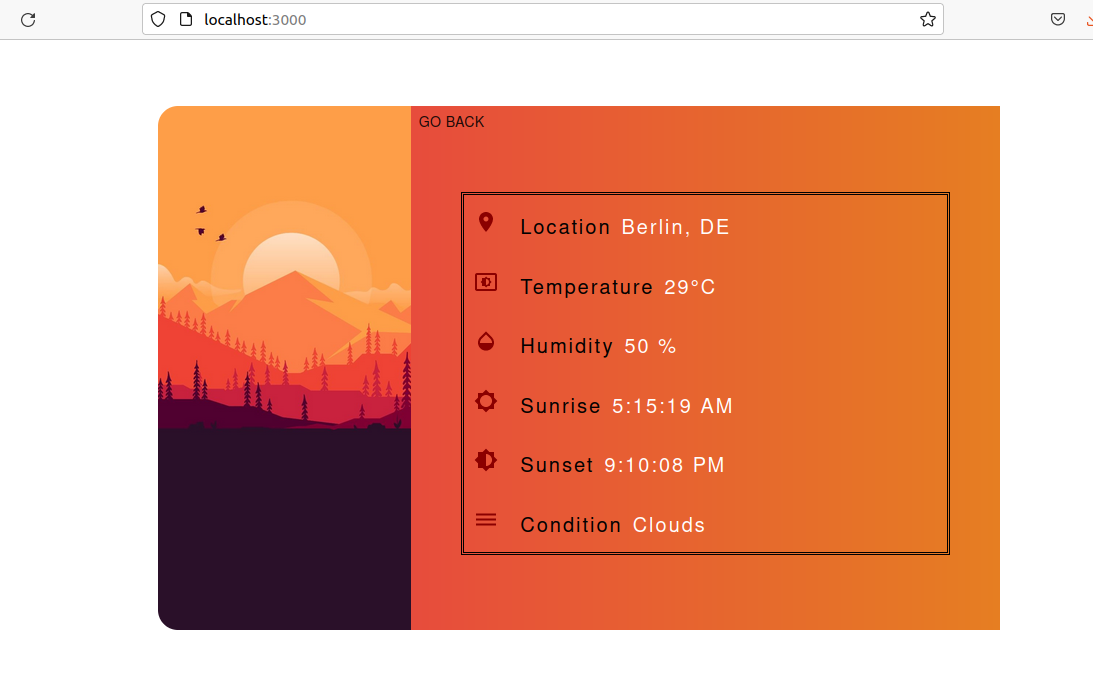 localhost:3000
GO BACK
Location Berlin, DE
Temperature 29°C
Humidity 50 %
Sunrise 5:15:19 AM
Sunset 9:10:08 PM
Condition Clouds